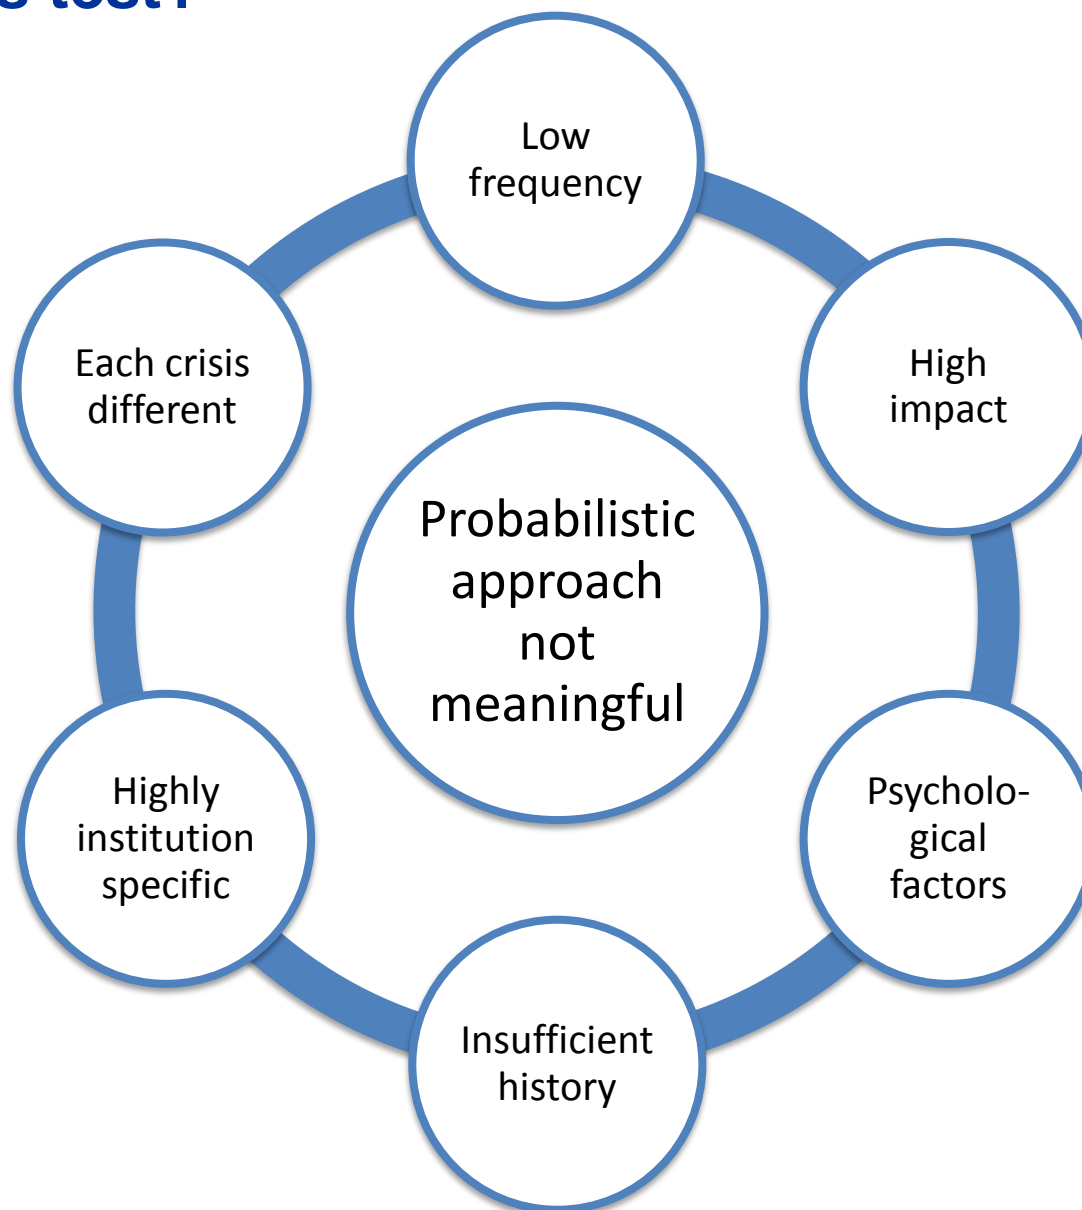 Low
frequency
High
impact
Psycholo-
gical
factors
Insufficient
history
Highly
institution
specific
Each crisis
different
Probabilistic
approach
not
meaningful